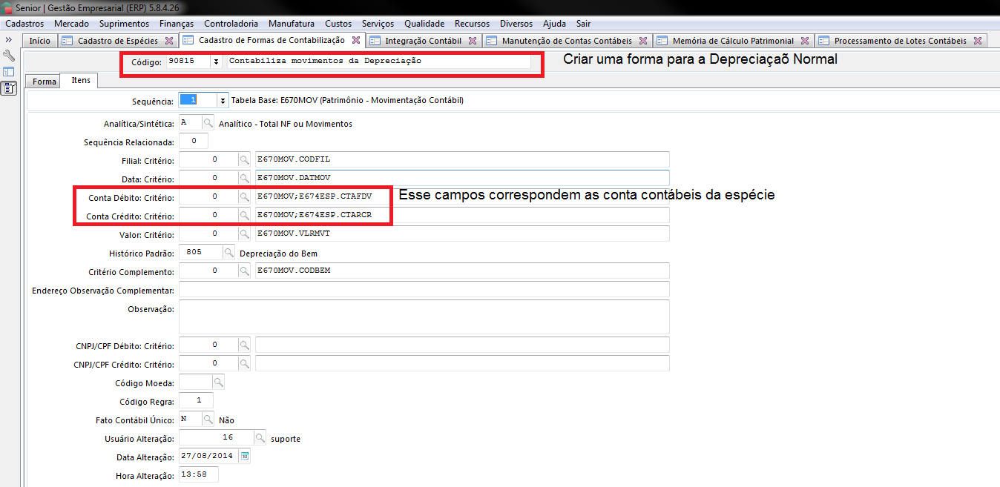 Senior | Gestão Empresarial (ERP) 5.8.4.26
Cadastros Mercado Suprimentos Finanças Controladoria Manufatura Custos Serviços Qualidade Recursos Diversos Ajuda Sair
» Início Cadastro de Espécies Cadastro de Formas de Contabilização Integração Contábil Manutenção de Contas Contábeis Memória de Cálculo Patrimonial Processamento de Lotes Contábeis
Código: 90815 Contabiliza movimentos da Depreciação Criar uma forma para a Depreciaçaõ Normal
Forma Itens
Sequência: 1 Tabela Base: E670MOV (Patrimônio - Movimentação Contábil)
Analítica/Sintética: A Analítico - Total NF ou Movimentos
Sequência Relacionada: 0
Filial: Critério: 0 E670MOV.CODFIL
Data: Critério: 0 E670MOV.DATMOV
Conta Débito: Critério: 0 E670MOV;E674ESP.CTAFDV Esse campos correspondem as conta contábeis da espécie
Conta Crédito: Critério: 0 E670MOV;E674ESP.CTARCR
Valor: Critério: 0 E670MOV.VLRMVT
Histórico Padrão: 805 Depreciação do Bem
Critério Complemento: 0 E670MOV.CODBEM
Endereço Observação Complementar:
Observação:
CNPJ/CPF Débito: Critério: 0
CNPJ/CPF Crédito: Critério: 0
Código Moeda:
Código Regra: 1
Fato Contábil Único: N Não
Usuário Alteração: 16 suporte
Data Alteração: 27/08/2014
Hora Alteração: 13:58